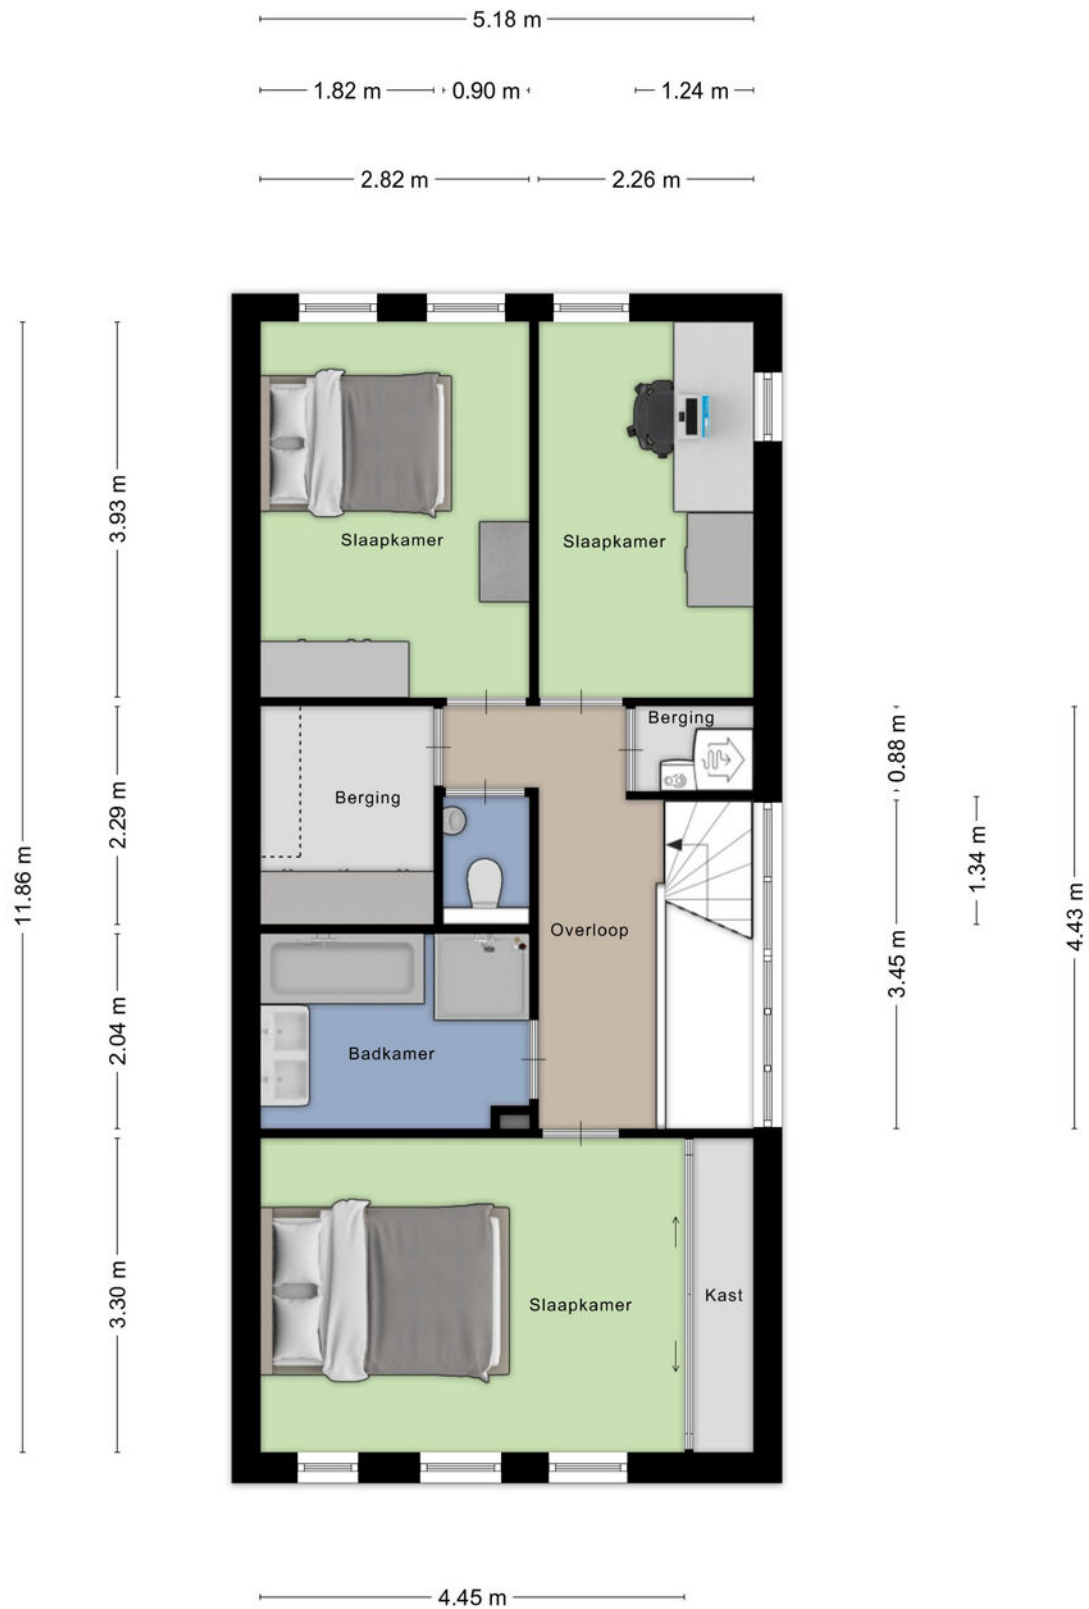 5.18 m
1.82 m
0.90 m
1.24 m
2.82 m
2.26 m
3.93 m
Slaapkamer
Slaapkamer
Berging
0.88 m
Berging
2.29 m
1.34 m
11.86 m
4.43 m
Overloop
3.45 m
2.04 m
Badkamer
3.30 m
Slaapkamer
Kast
4.45 m